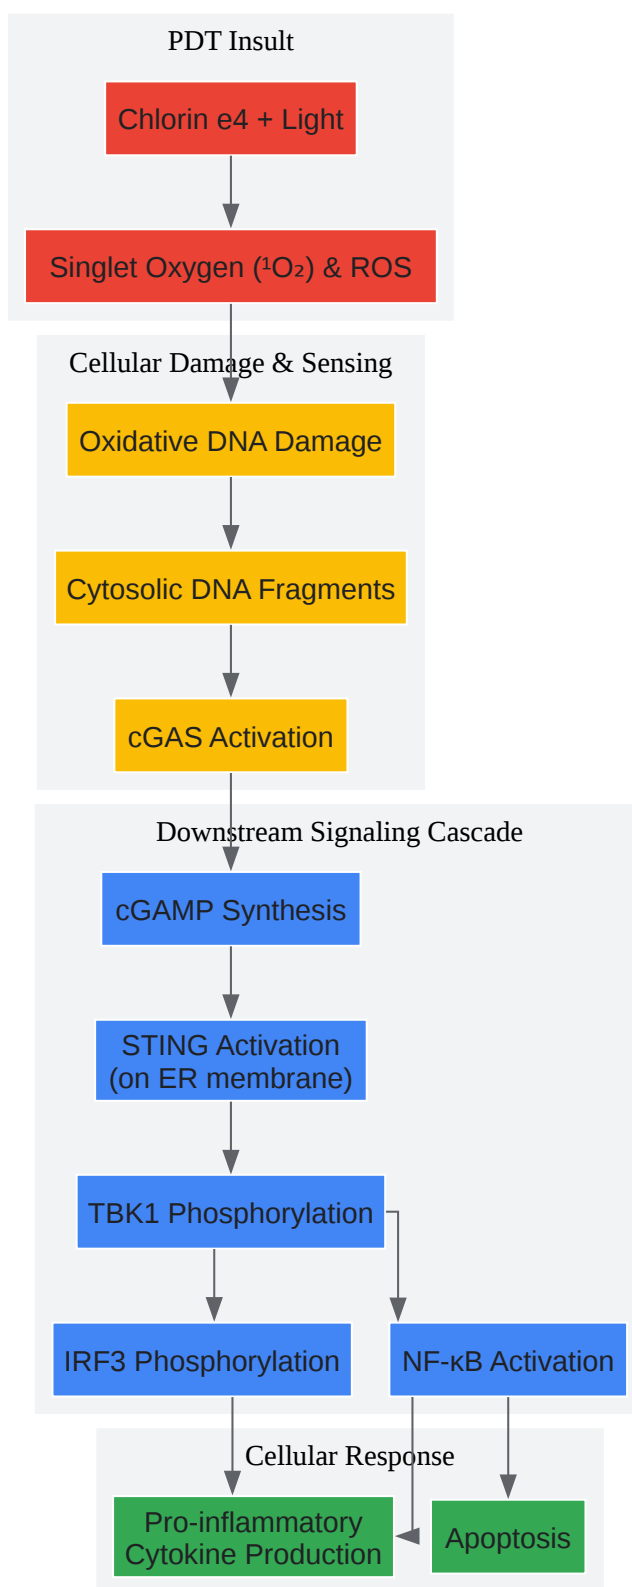 PDT Insult
Chlorin e4 + Light
Singlet Oxygen (¹O₂) & ROS
Cellular Damage & Sensing
Oxidative DNA Damage
Cytosolic DNA Fragments
cGAS Activation
Downstream Signaling Cascade
cGAMP Synthesis
STING Activation
(on ER membrane)
TBK1 Phosphorylation
IRF3 Phosphorylation
NF-κB Activation
Cellular Response
Pro-inflammatory
Cytokine Production
Apoptosis